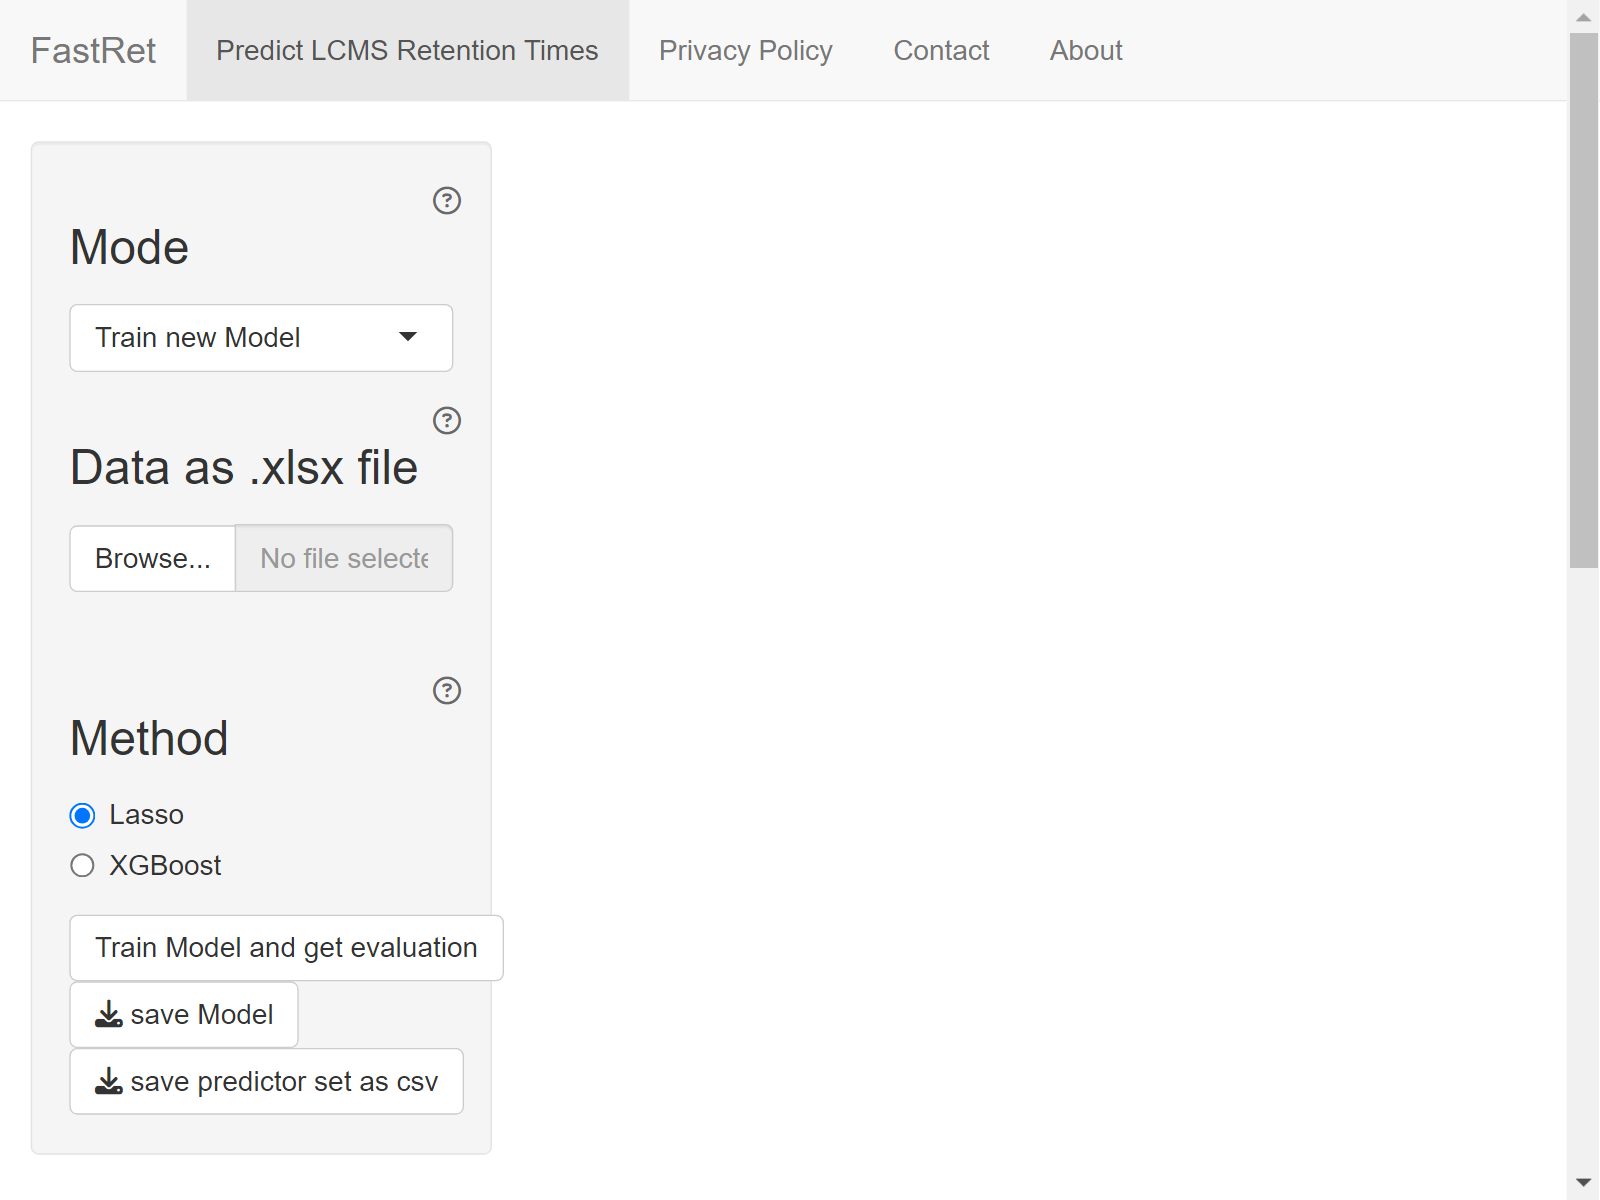 FastRet
Predict LCMS Retention Times
Privacy Policy
Contact
About
?
Mode
Train new Model
?
Data as .xlsx file
Browse...
No file selecte
?
Method
Lasso
XGBoost
Train Model and get evaluation
save Model
save predictor set as csv